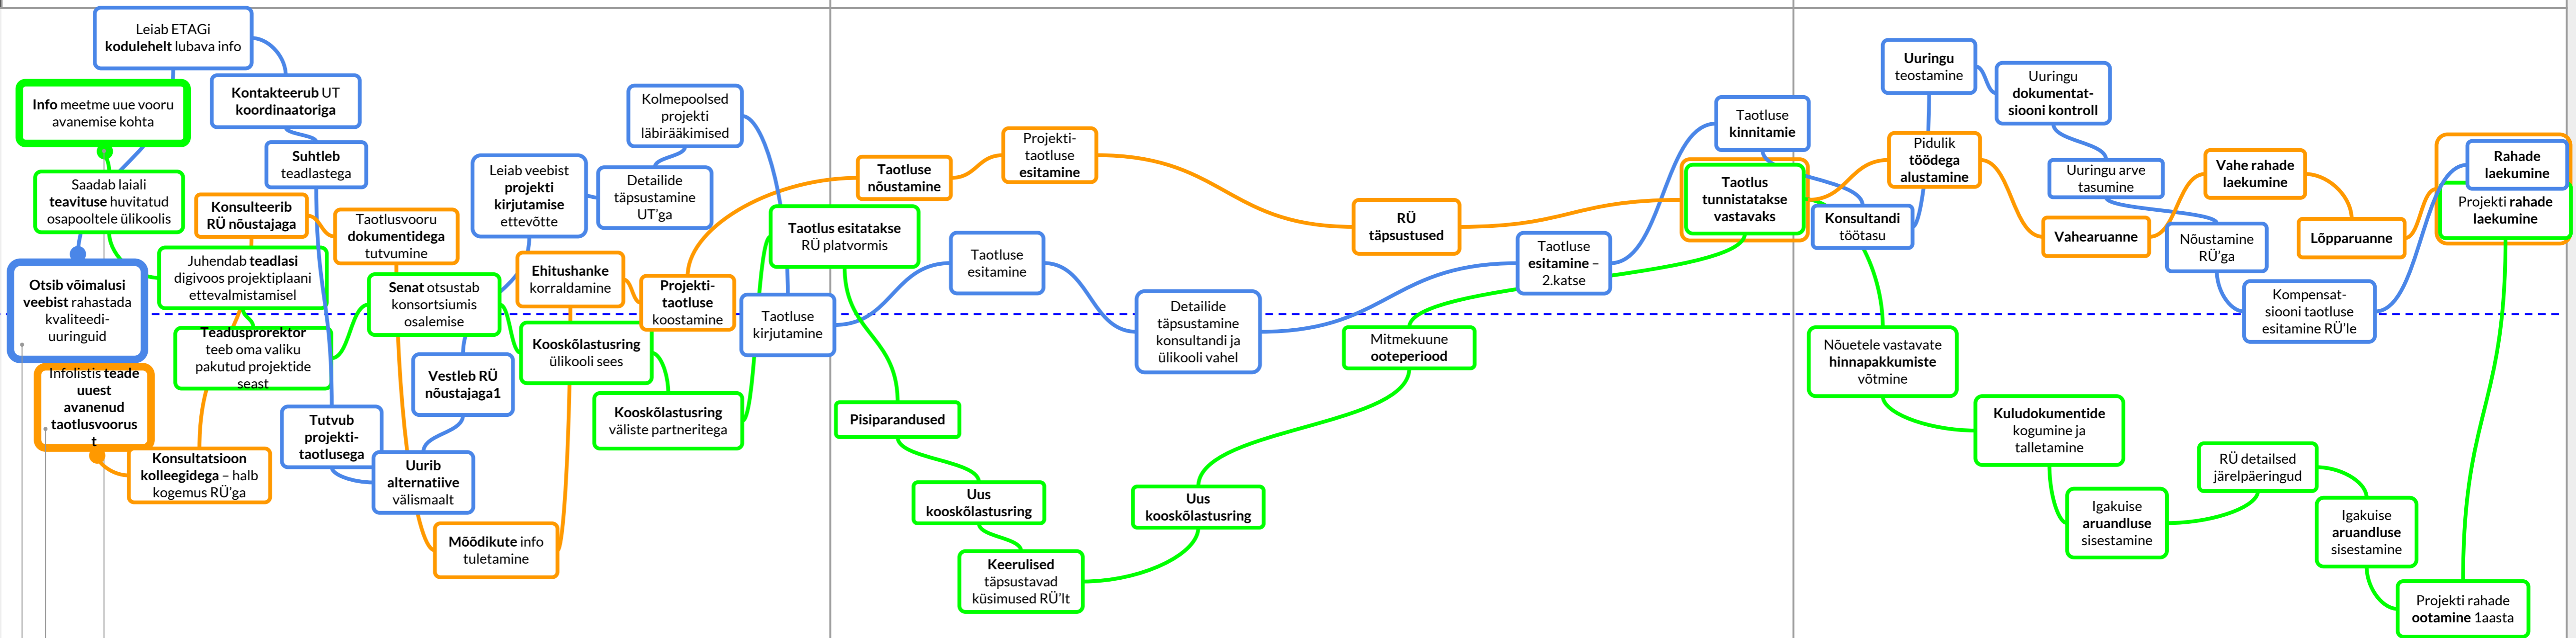 Leiab ETAGi
kodulehelt lubava info
Info meetme uue vooru
avanemise kohta
Kontakteerub UT
koordinaatoriga
Suhtleb
teadlastega
Saadab laiali
teavituse huvitatud
osapooltele ülikoolis
Konsulteerib
RÜ nõustajaga
Taotlusvooru
dokumentidega
tutvumine
Juhendab teadlasi
digivoos projektiplaani
ettevalmistamisel
Otsib võimalusi
veebist rahastada
kvaliteedi-
uuringuid
Teadusprorektor
teeb oma valiku
pakutud projektide
seast
Infolistis teade
uuest
avanenud
taotlusvoorus
t
Konsultatsioon
kolleegidega – halb
kogemus RÜ'ga
Tutvub
projekti-
taotlusega
Senat otsustab
konsortsiumis
osalemise
Vestleb RÜ
nõustajaga1
Uurib
alternatiive
välismaalt
Mõõdikute info
tuletamine
Leiab veebist
projekti
kirjutamise
ettevõtte
Ehitushanke
korraldamine
Kooskõlastusring
ülikooli sees
Kooskõlastusring
väliste partneritega
Kolmepoolsed
projekti
läbirääkimised
Detailide
täpsustamine
UT'ga
Projekti-
taotluse
koostamine
Taotlus esitatakse
RÜ platvormis
Taotluse
kirjutamine
Taotluse
nõustamine
Projekti-
taotluse
esitamine
Taotluse
esitamine
Pisiparandused
Uus
kooskõlastusring
Keerulised
täpsustavad
küsimused RÜ'lt
Detailide
täpsustamine
konsultandi ja
ülikooli vahel
Uus
kooskõlastusring
RÜ
täpsustused
Mitmekuune
ooteperiood
Taotluse
esitamine –
2.katse
Taotluse
kinnitamie
Taotlus
tunnistatakse
vastavaks
Konsultandi
töötasu
Nõuetele vastavate
hinnapakkumiste
võtmine
Uuringu
teostamine
Pidulik
töödega
alustamine
Uuringu
dokumentat-
siooni kontroll
Uuringu arve
tasumine
Vahearuanne
Vahe rahade
laekumine
Nõustamine
RÜ'ga
Lõpparuanne
Kompensat-
siooni taotluse
esitamine RÜ'le
Rahade
laekumine
Projekti rahade
laekumine
Kuludokumentide
kogumine ja
talletamine
Igakuise
aruandluse
sisestamine
RÜ detailsed
järelpäeringud
Igakuise
aruandluse
sisestamine
Projekti rahade
ootamine 1aasta